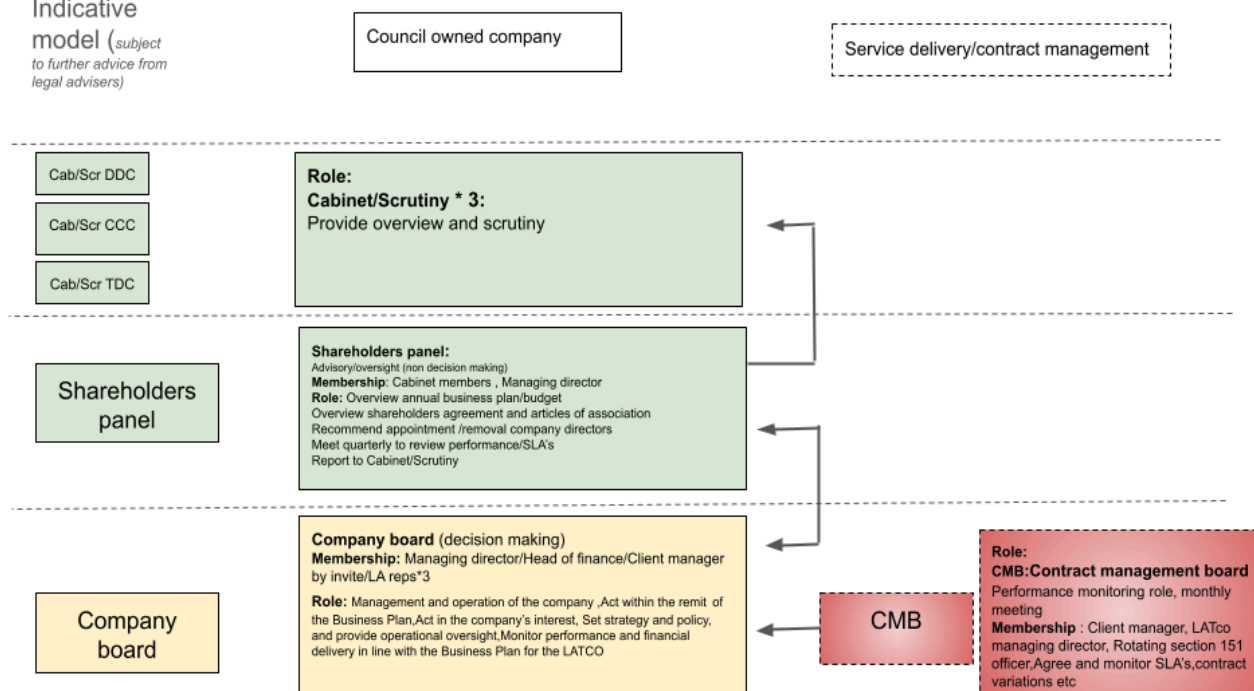 Indicative
model (subject
to further advice from
legal advisers)
Council owned company
Service delivery/contract management
Cab/Scr DDC
Cab/Scr CCC
Cab/Scr TDC
Role:
Cabinet/Scrutiny * 3:
Provide overview and scrutiny
Shareholders
panel
Shareholders panel:
Advisory/oversight (non decision making)
Membership: Cabinet members , Managing director
Role: Overview annual business plan/budget
Overview shareholders agreement and articles of association
Recommend appointment /removal company directors
Meet quarterly to review performance/SLA's
Report to Cabinet/Scrutiny
Company
board
Company board (decision making)
Membership: Managing director/Head of finance/Client manager
by invite/LA reps*3
Role: Management and operation of the company ,Act within the remit of
the Business Plan,Act in the company's interest, Set strategy and policy,
and provide operational oversight,Monitor performance and financial
delivery in line with the Business Plan for the LATCO
CMB
Role:
CMB:Contract management board
Performance monitoring role, monthly
meeting
Membership : Client manager, LATco
managing director, Rotating section 151
officer,Agree and monitor SLA's,contract
variations etc